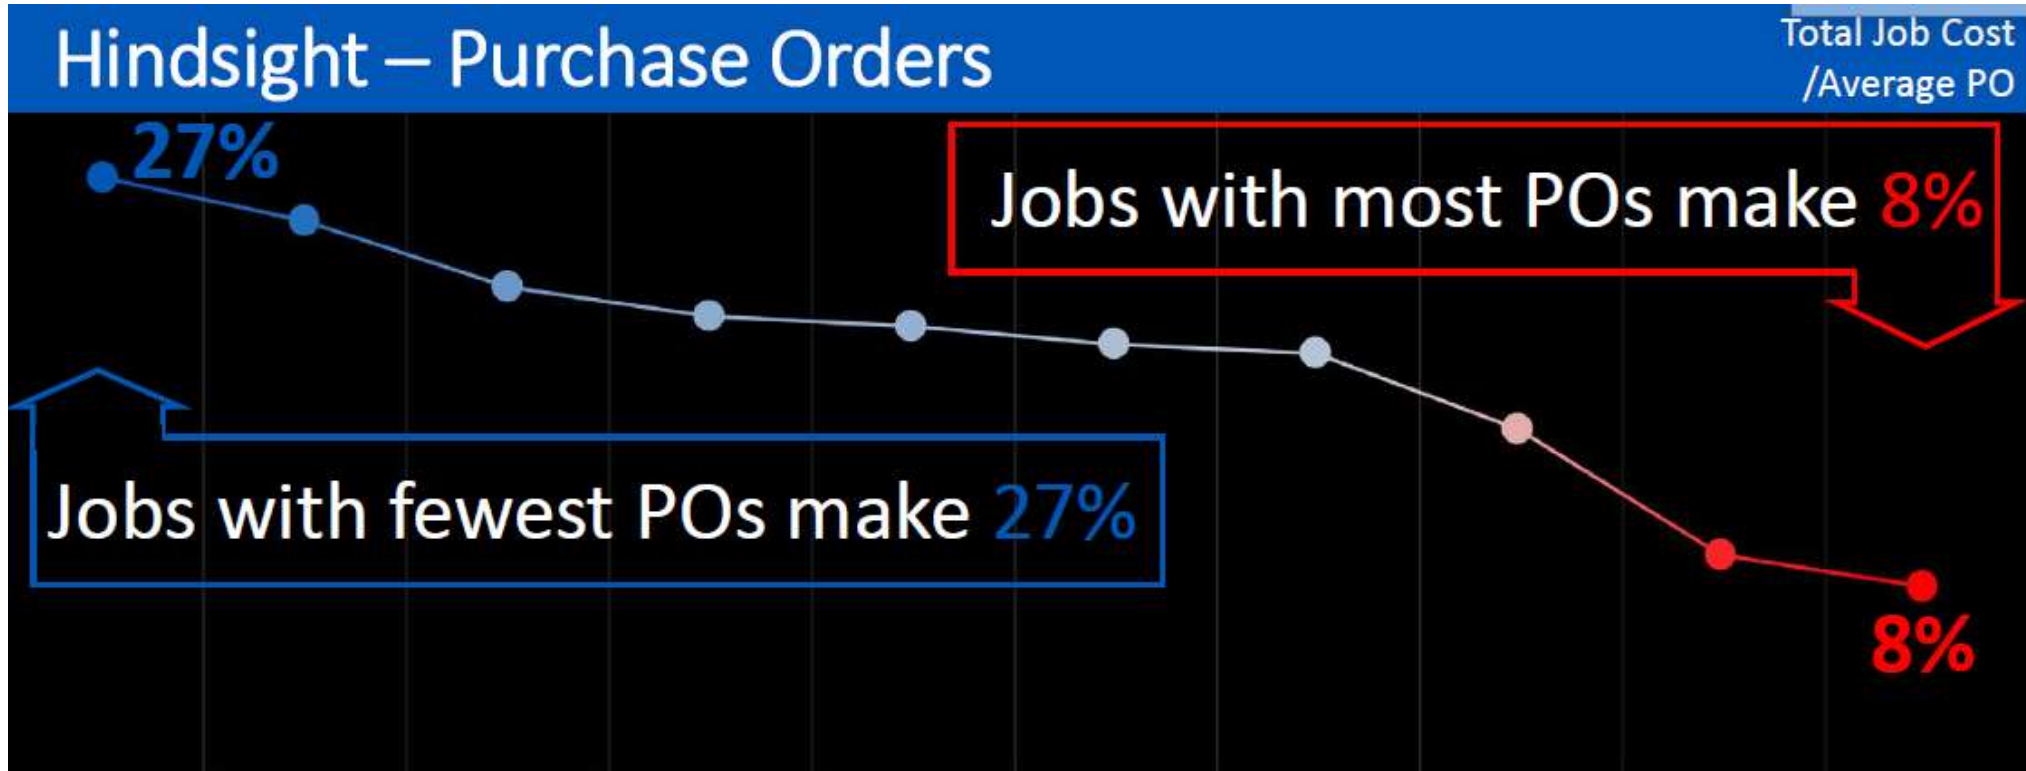 Hindsight – Purchase Orders
Total Job Cost
/Average PO
27%
Jobs with most POs make 8%
Jobs with fewest POs make 27%
8%